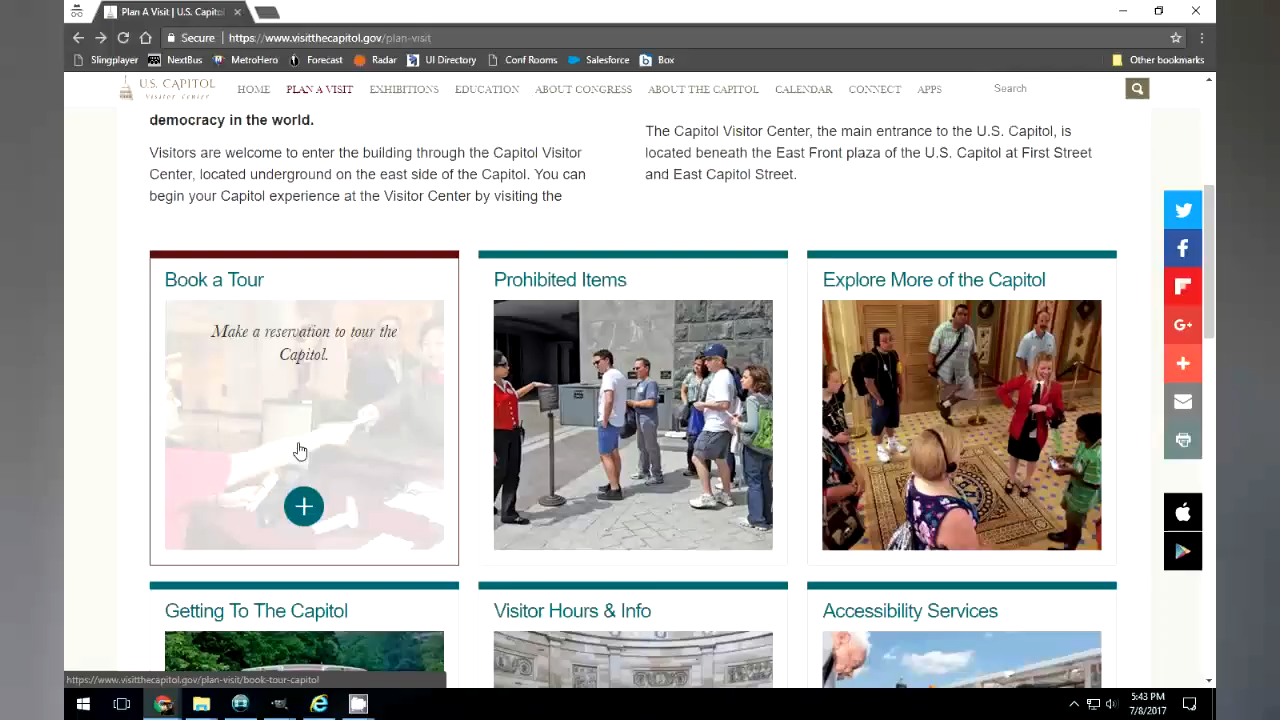 Plan A Visit | U.S. Capitol
Secure | https://www.visitthecapitol.gov/plan-visit
Slingplayer NextBus MetroHero Forecast Radar UI Directory Conf Rooms Salesforce Box Other bookmarks
U.S. CAPITOL
Visitor Center
HOME PLAN A VISIT EXHIBITIONS EDUCATION ABOUT CONGRESS ABOUT THE CAPITOL CALENDAR CONNECT APPS Search
democracy in the world.
Visitors are welcome to enter the building through the Capitol Visitor
Center, located underground on the east side of the Capitol. You can
begin your Capitol experience at the Visitor Center by visiting the
The Capitol Visitor Center, the main entrance to the U.S. Capitol, is
located beneath the East Front plaza of the U.S. Capitol at First Street
and East Capitol Street.
Book a Tour
Make a reservation to tour the
Capitol.
Prohibited Items
Explore More of the Capitol
Getting To The Capitol
Visitor Hours & Info
Accessibility Services
https://www.visitthecapitol.gov/plan-visit/book-tour-capitol
5:43 PM
7/8/2017